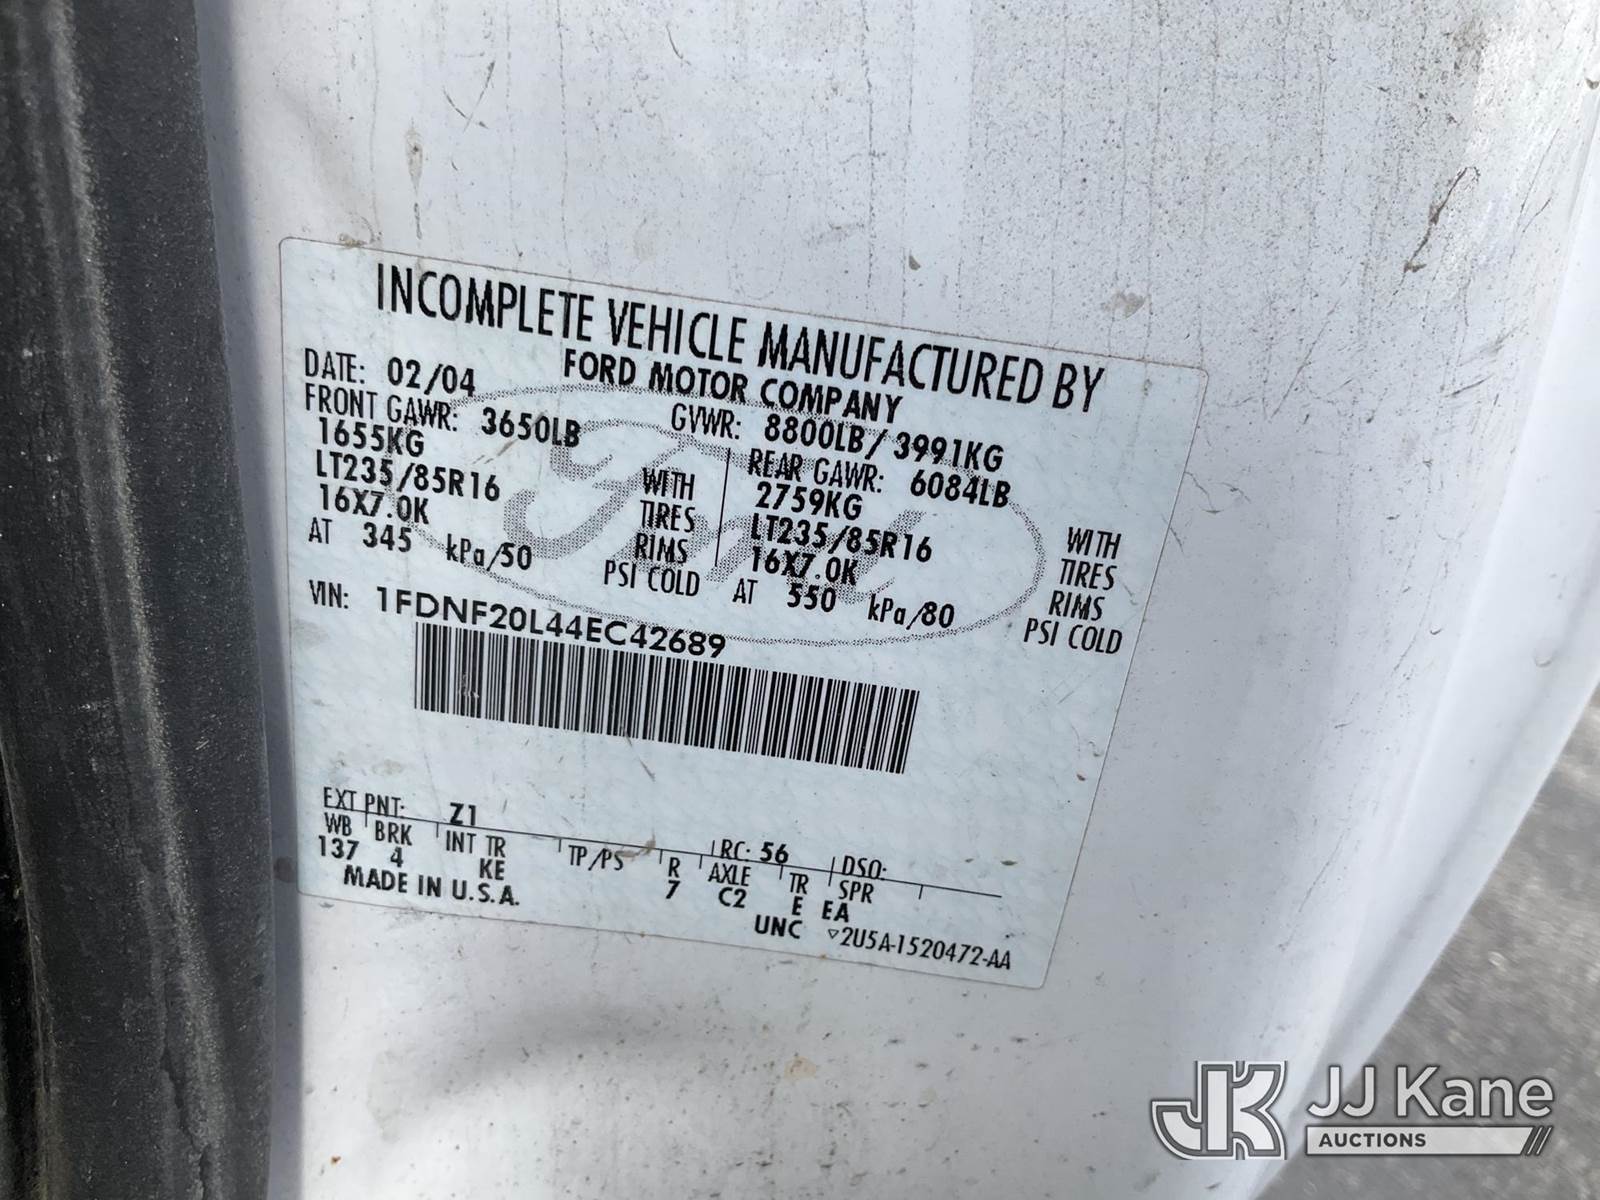 INCOMPLETE VEHICLE MANUFACTURED BY
FORD MOTOR COMPANY
DATE: 02/04 GVWR: 8800LB/ 3991KG
FRONT GAWR: 3650LB REAR GAWR: 6084LB
1655KG WITH 2759KG WITH
LT235/85R16 TIRES LT235/85R16 TIRES
16X7.0K RIMS 16X7.0K RIMS
AT 345 kPa/50 PSI COLD AT 550 kPa/80 PSI COLD
VIN: 1FDNF20L44EC42689
Ford
EXT PNT: Z1 RC: 56 DSO:
WB BRK INT TR TP/PS R AXLE TR SPR
137 4 KE 7 C2 E EA
MADE IN U.S.A. UNC ▽2U5A-1520472-AA
JK JJ Kane
AUCTIONS